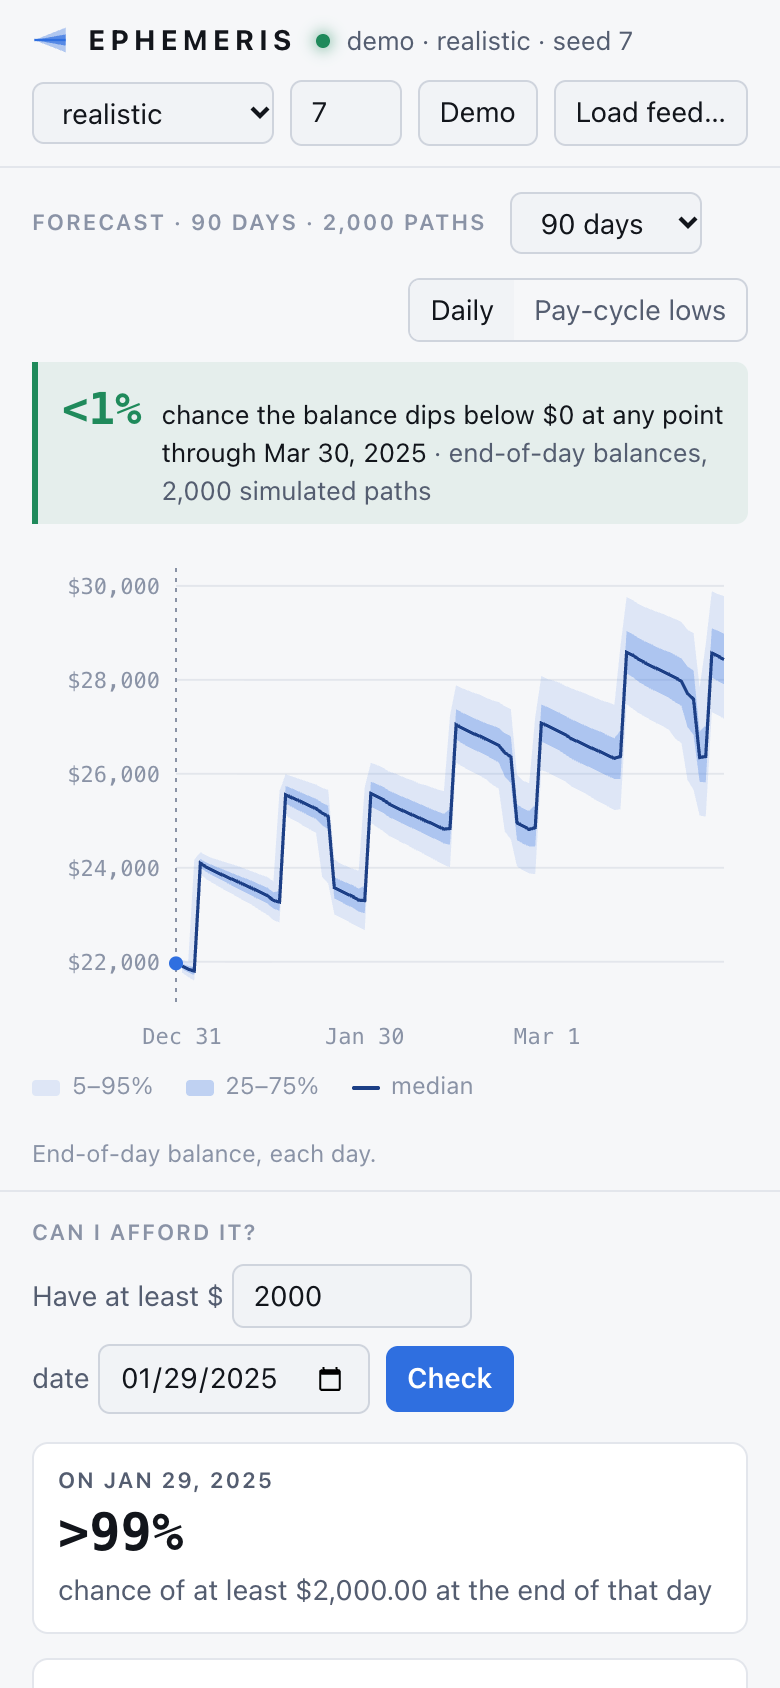 EPHEMERIS demo · realistic · seed 7
realistic 7 Demo Load feed...
FORECAST · 90 DAYS · 2,000 PATHS 90 days
Daily Pay-cycle lows
<1% chance the balance dips below $0 at any point
through Mar 30, 2025 · end-of-day balances,
2,000 simulated paths
$30,000
$28,000
$26,000
$24,000
$22,000
Dec 31 Jan 30 Mar 1
5–95% 25–75% median
End-of-day balance, each day.
CAN I AFFORD IT?
Have at least $ 2000
date 01/29/2025 Check
ON JAN 29, 2025
>99%
chance of at least $2,000.00 at the end of that day